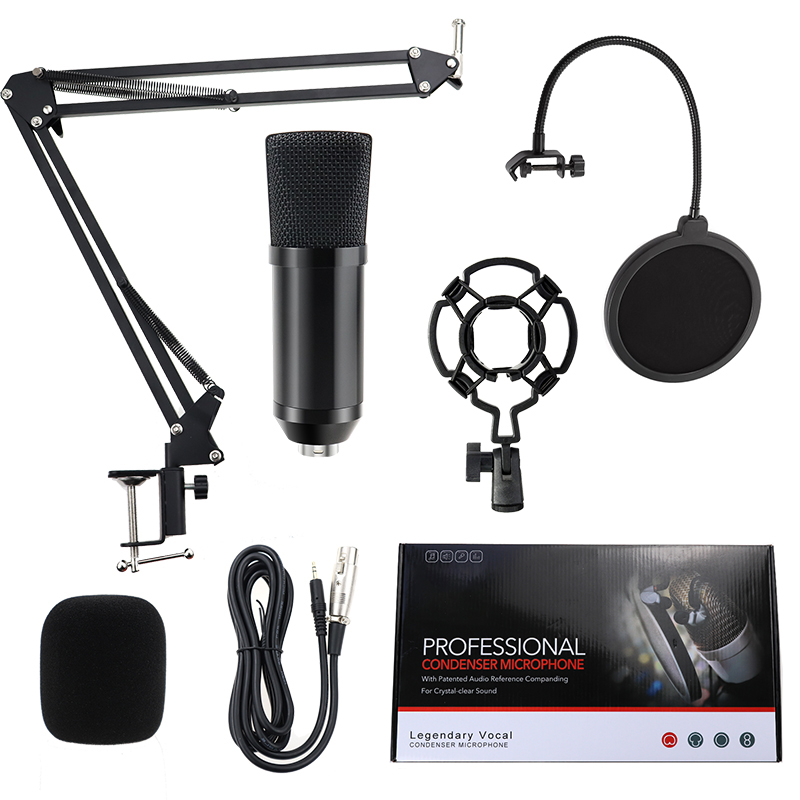 PROFESSIONAL
CONDENSER MICROPHONE
With Patented Audio Reference Companding
For Crystal-clear Sound
Legendary Vocal
CONDENSER MICROPHONE